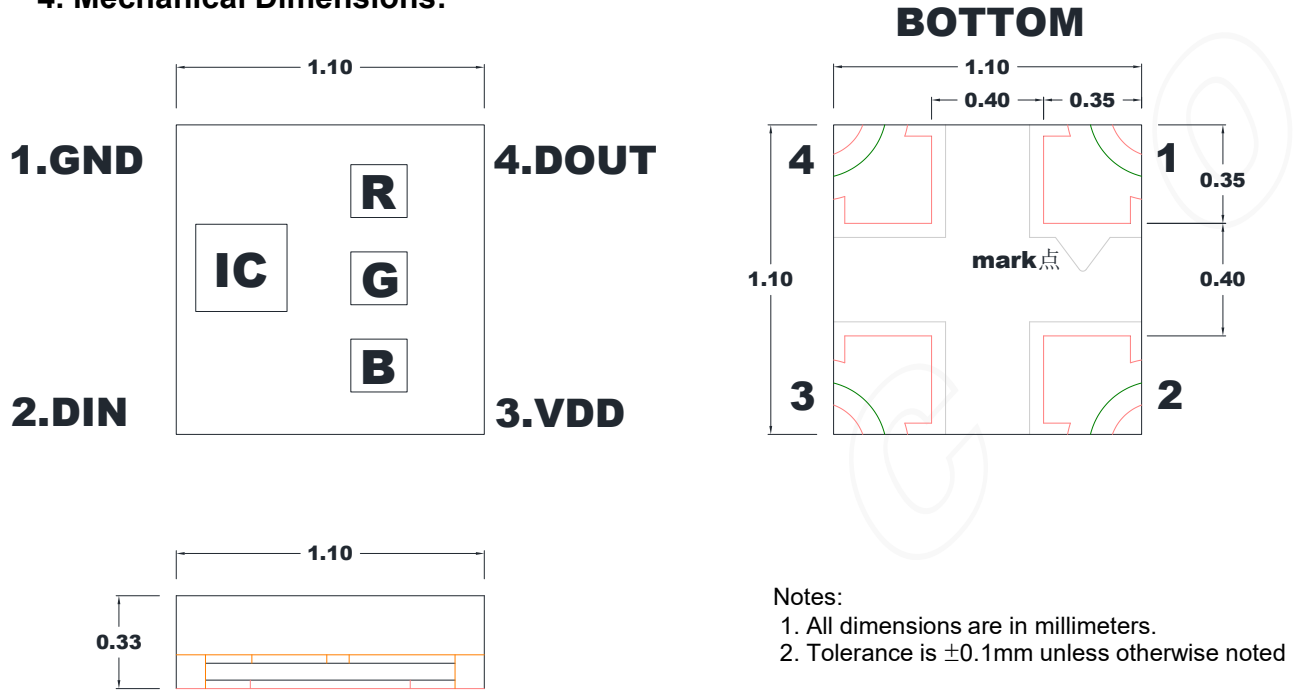 4. Mechanical Dimensions:
BOTTOM
1.10
1.10
0.40
0.35
1.GND
4.DOUT
R
IC
G
B
2.DIN
3.VDD
4
1
0.35
mark点
1.10
0.40
3
2
1.10
0.33
Notes:
1. All dimensions are in millimeters.
2. Tolerance is ±0.1mm unless otherwise noted